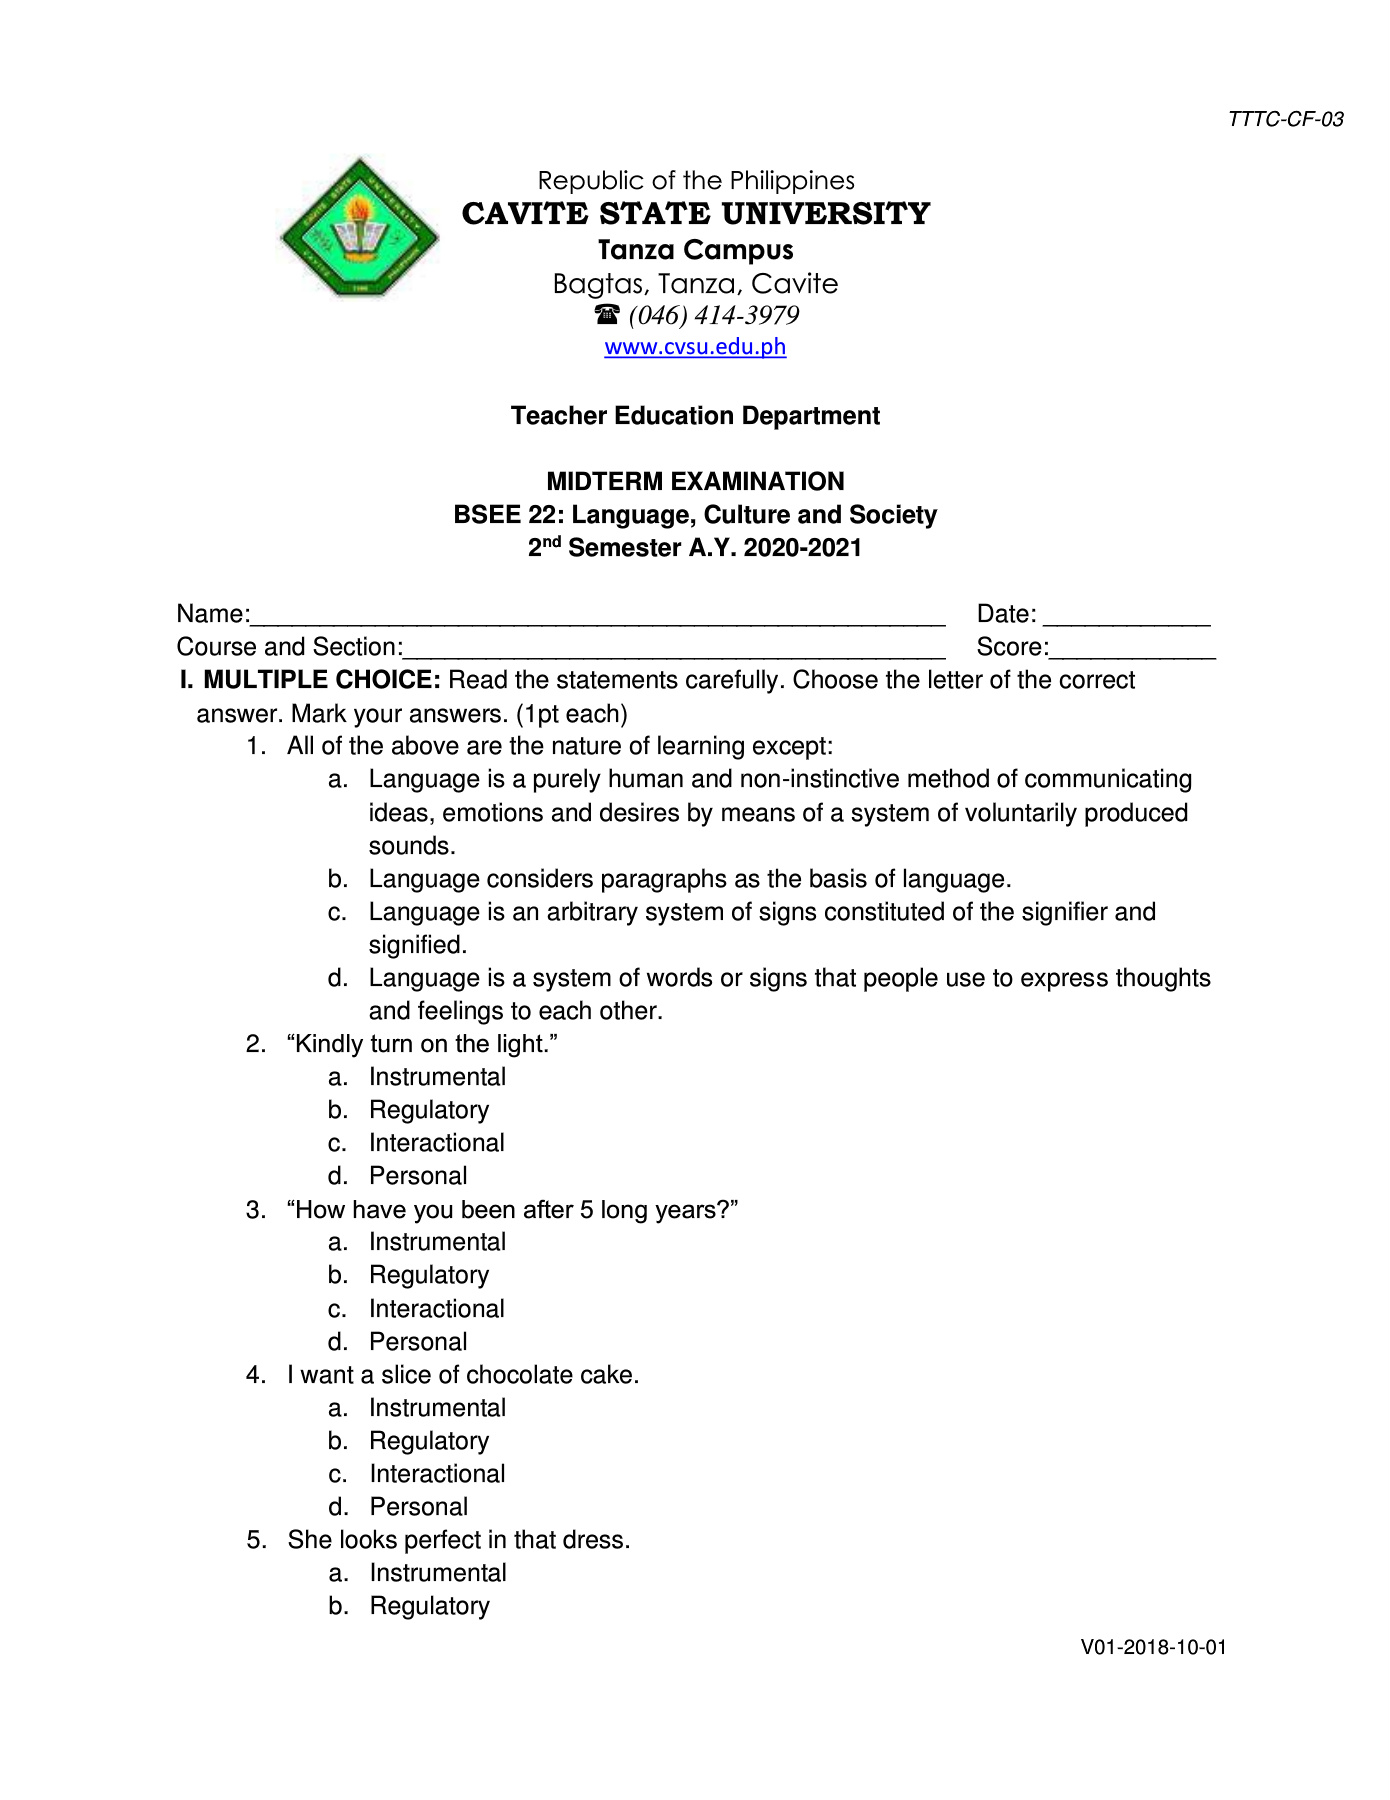 TTTC-CF-03
Republic of the Philippines
CAVITE STATE UNIVERSITY
Tanza Campus
Bagtas, Tanza, Cavite
☎ (046) 414-3979
www.cvsu.edu.ph
Teacher Education Department
MIDTERM EXAMINATION
BSEE 22: Language, Culture and Society
2nd Semester A.Y. 2020-2021
Name:__________________________________________________ Date: ____________
Course and Section:_______________________________________ Score:____________
I. MULTIPLE CHOICE: Read the statements carefully. Choose the letter of the correct
answer. Mark your answers. (1pt each)
1. All of the above are the nature of learning except:
a. Language is a purely human and non-instinctive method of communicating
ideas, emotions and desires by means of a system of voluntarily produced
sounds.
b. Language considers paragraphs as the basis of language.
c. Language is an arbitrary system of signs constituted of the signifier and
signified.
d. Language is a system of words or signs that people use to express thoughts
and feelings to each other.
2. “Kindly turn on the light.”
a. Instrumental
b. Regulatory
c. Interactional
d. Personal
3. “How have you been after 5 long years?”
a. Instrumental
b. Regulatory
c. Interactional
d. Personal
4. I want a slice of chocolate cake.
a. Instrumental
b. Regulatory
c. Interactional
d. Personal
5. She looks perfect in that dress.
a. Instrumental
b. Regulatory
V01-2018-10-01